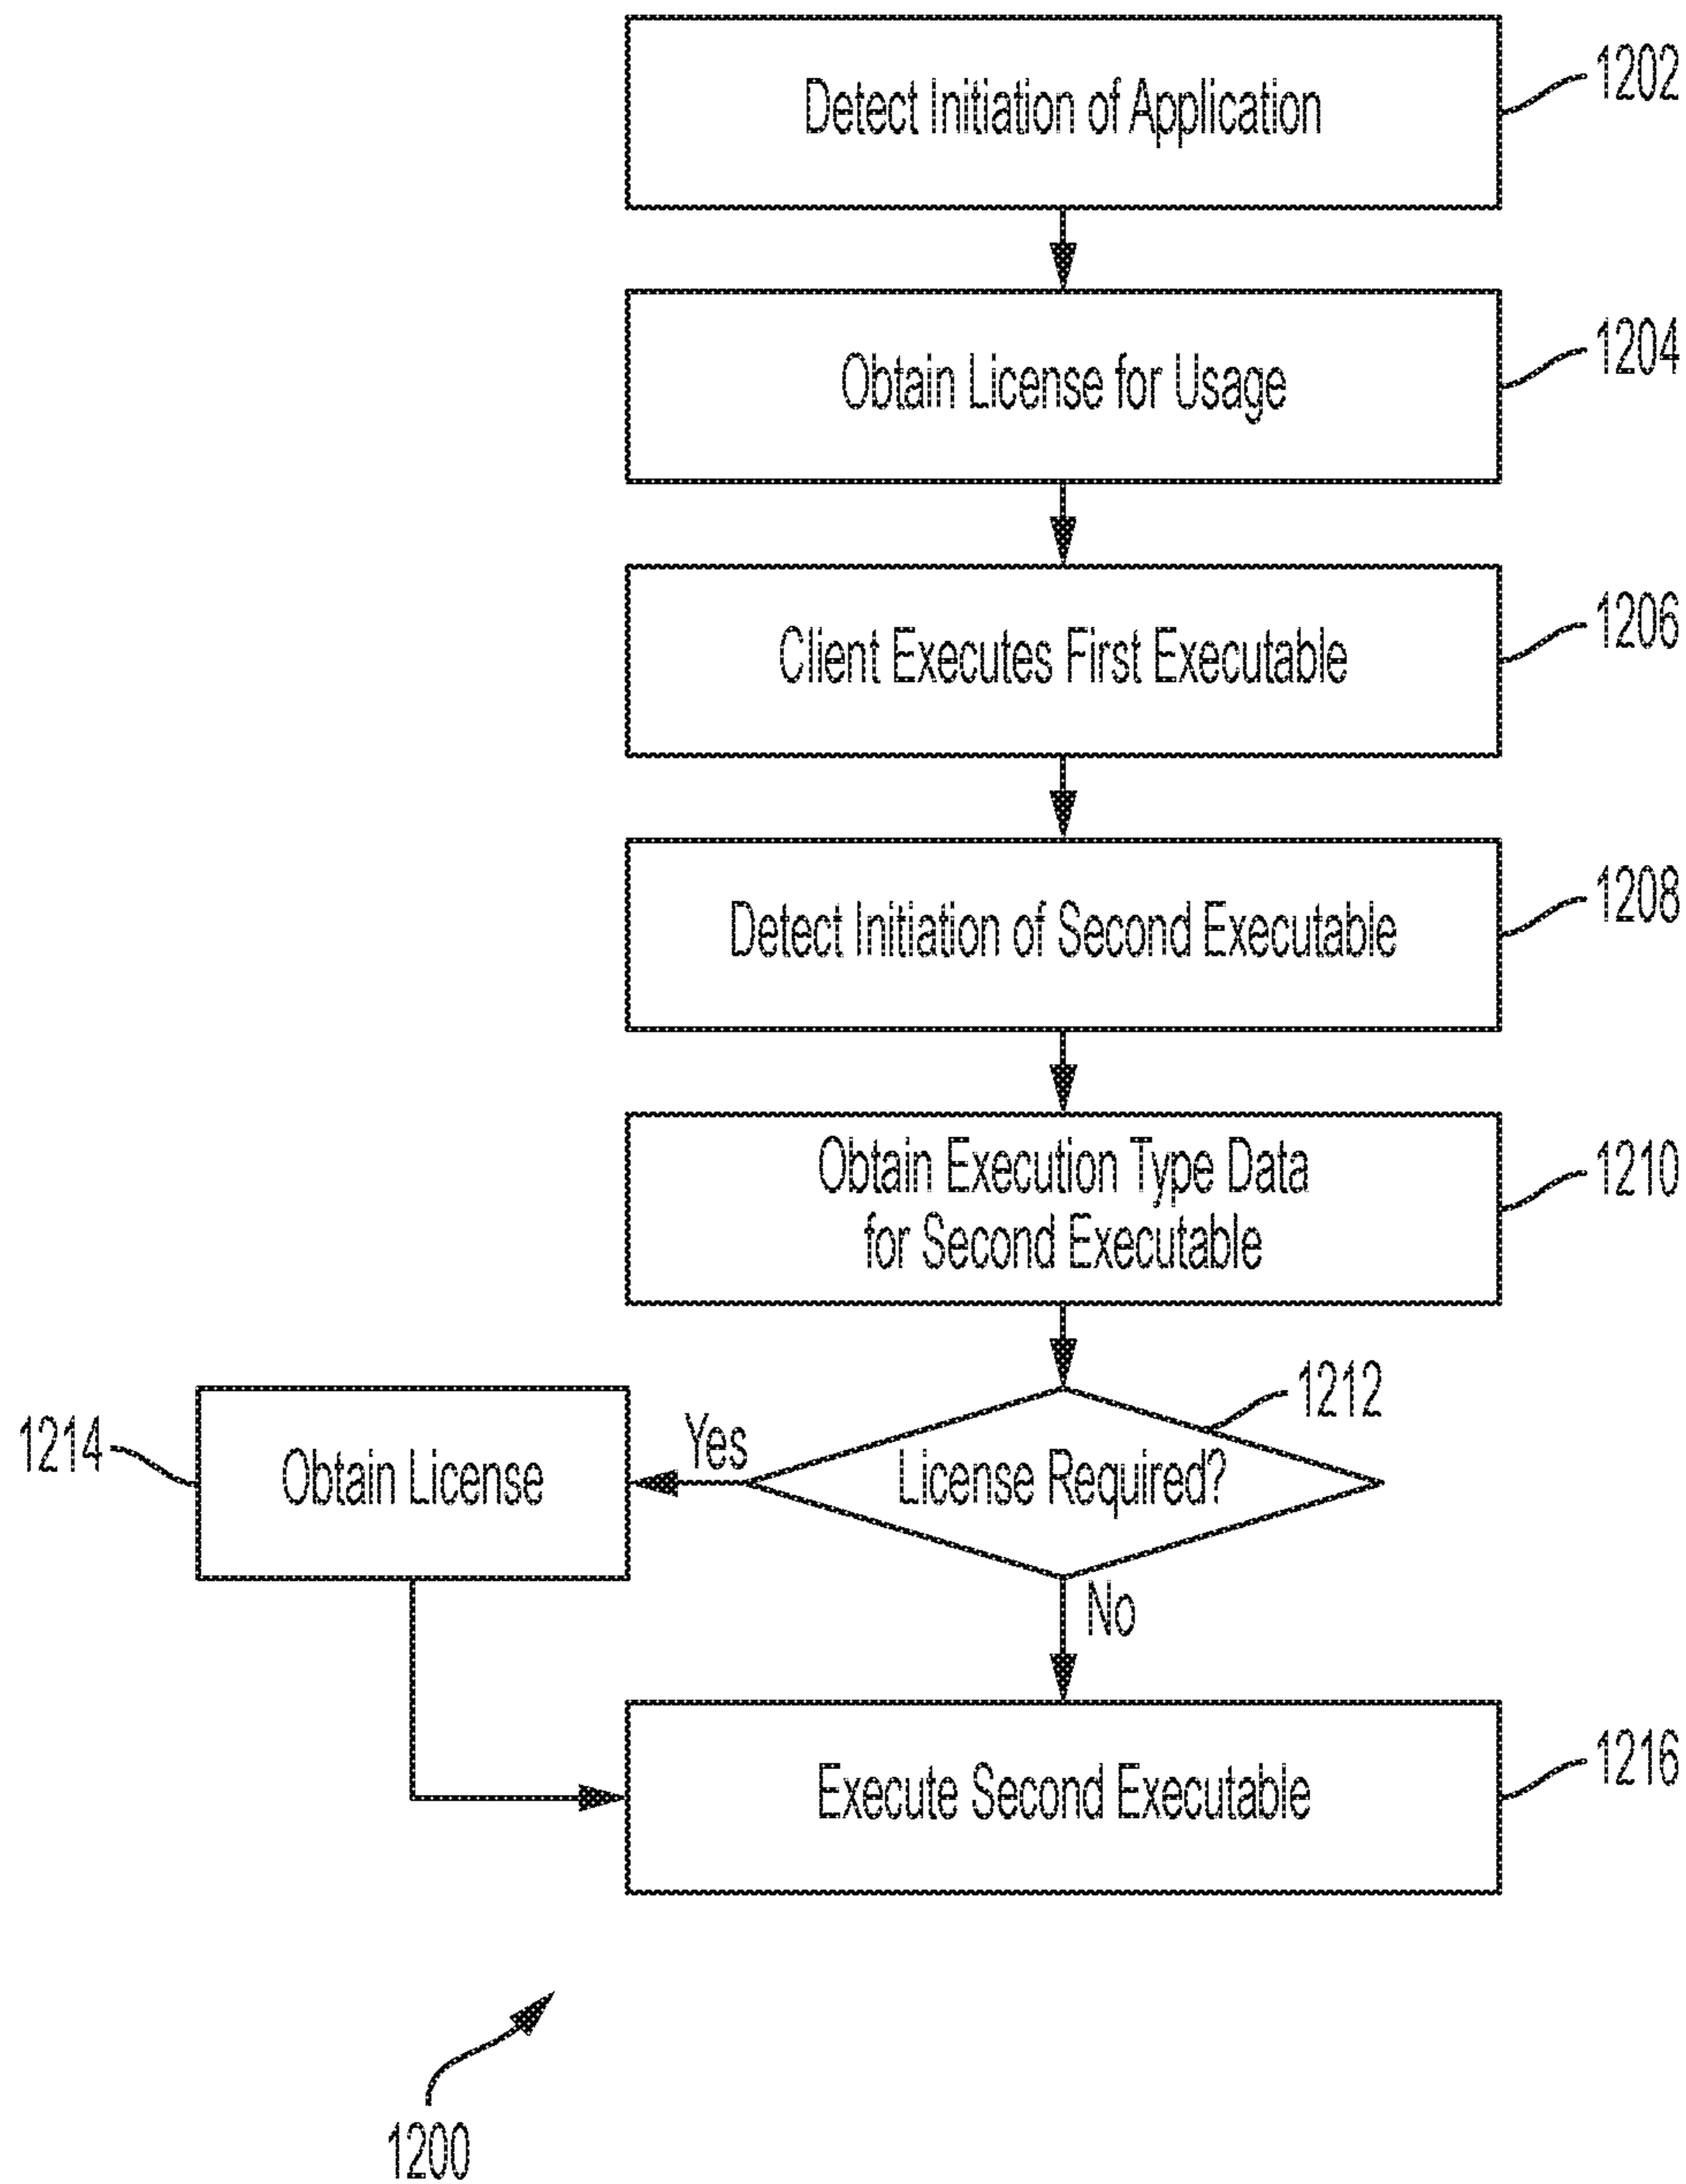 Detect Initiation of Application
1202
Obtain License for Usage
1204
Client Executes First Executable
1206
Detect Initiation of Second Executable
1208
Obtain Execution Type Data
for Second Executable
1210
1212
License Required?
Yes
Obtain License
1214
No
Execute Second Executable
1216
1200